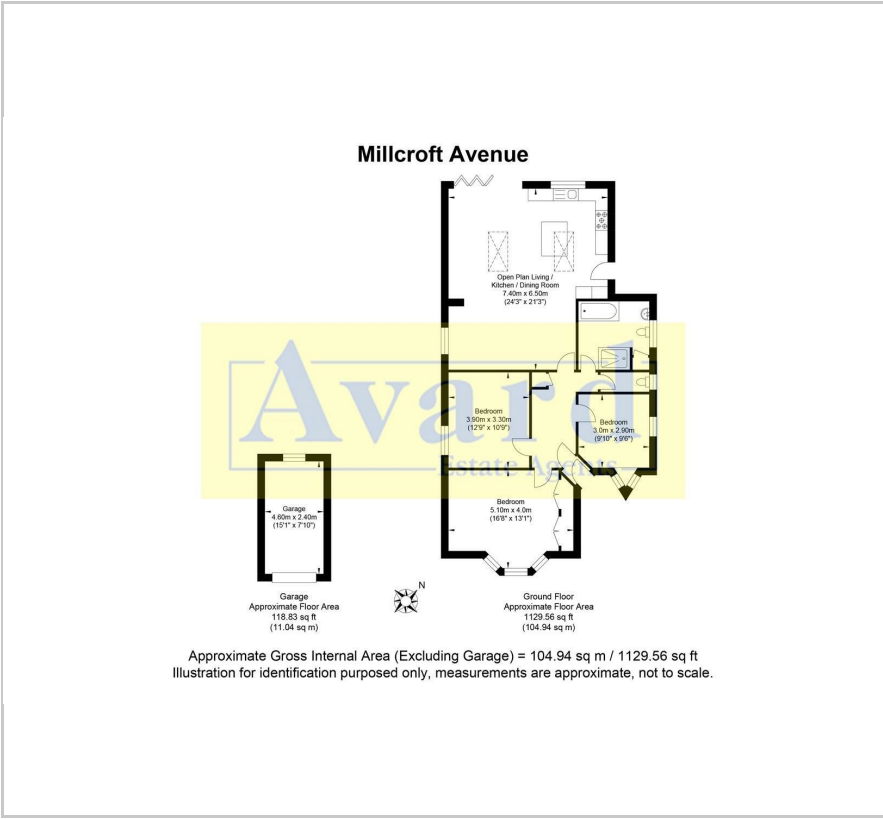 Millcroft Avenue
Open Plan Living /
Kitchen / Dining Room
7.40m x 6.50m
(24'3" x 21'3")
Avard
Estate Agents
Bedroom
3.90m x 3.30m
(12'9" x 10'9")
Bedroom
3.0m x 2.90m
(9'10" x 9'6")
Bedroom
5.10m x 4.0m
(16'8" x 13'1")
Garage
4.60m x 2.40m
(15'1" x 7'10")
Garage
Approximate Floor Area
118.83 sq ft
(11.04 sq m)
N
Ground Floor
Approximate Floor Area
1129.56 sq ft
(104.94 sq m)
Approximate Gross Internal Area (Excluding Garage) = 104.94 sq m / 1129.56 sq ft
Illustration for identification purposed only, measurements are approximate, not to scale.